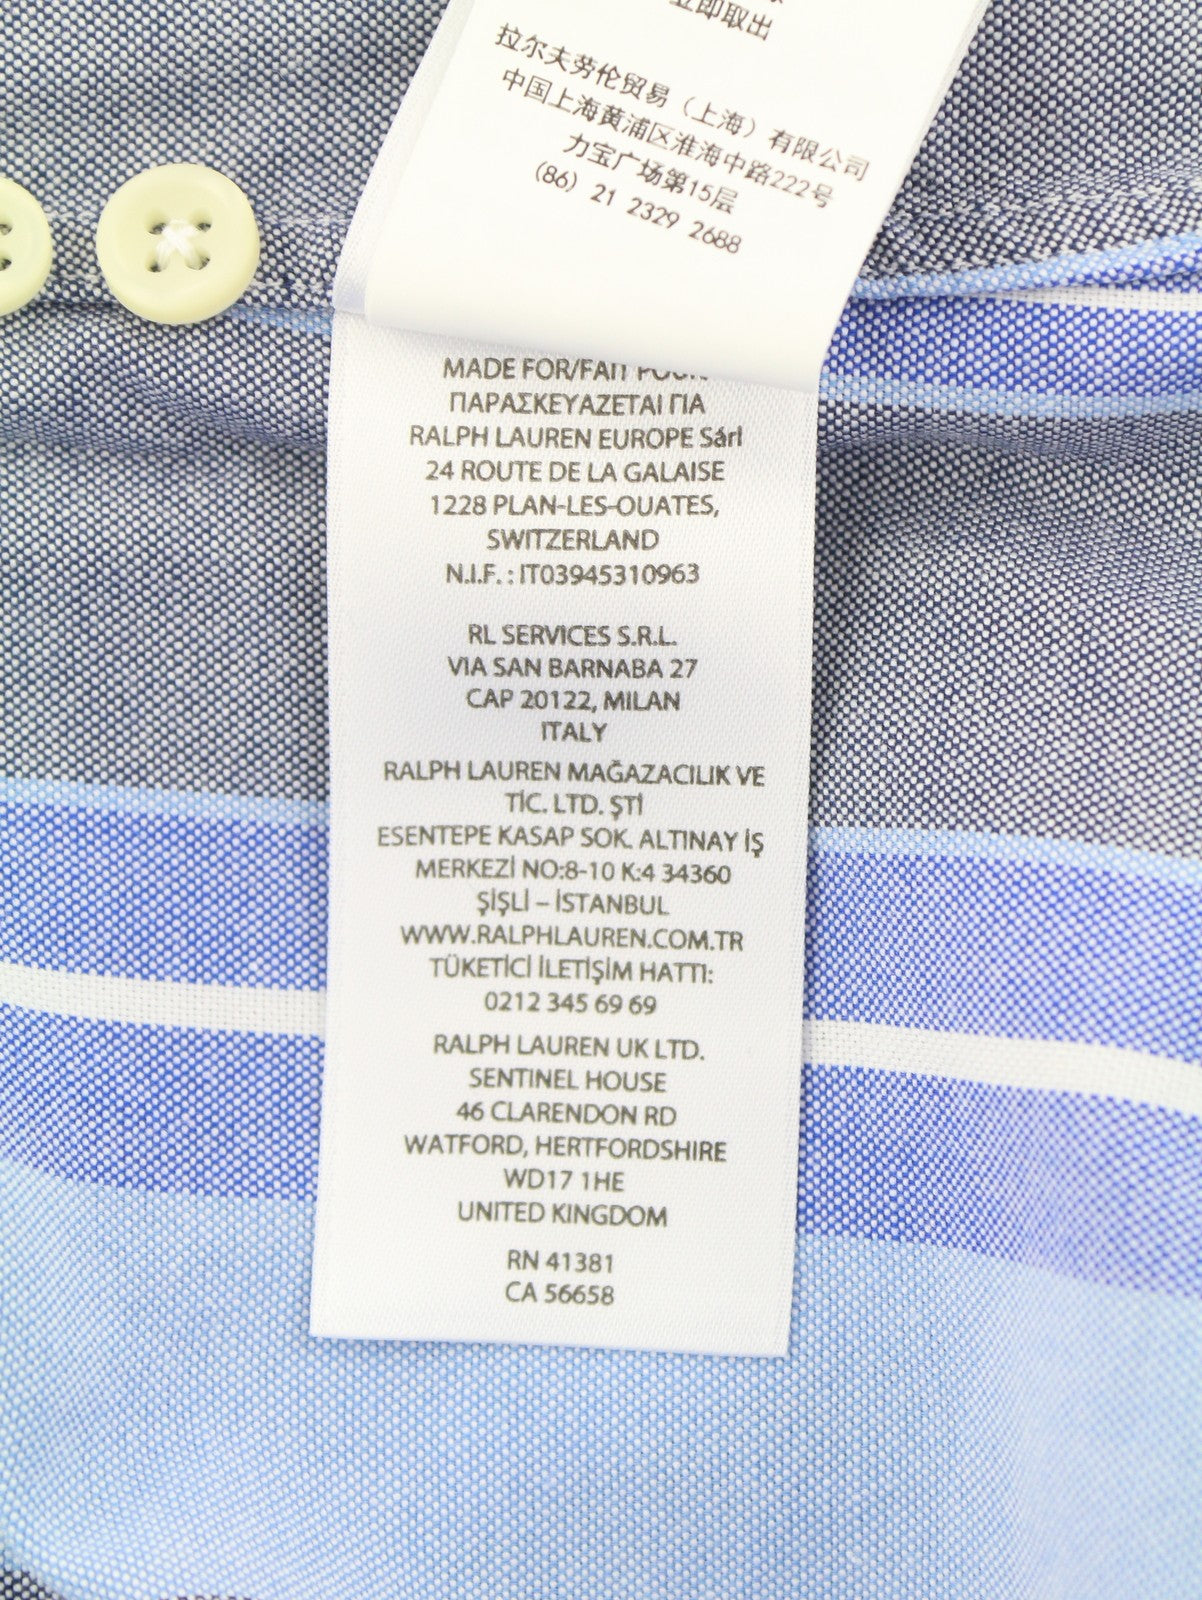 立即取出
拉尔夫劳伦贸易（上海）有限公司
中国上海黄浦区淮海中路222号
力宝广场第15层
(86) 21 2329 2688
MADE FOR/FAIT POUR
ΠΑΡΑΣΚΕΥΑΖΕΤΑΙ ΓΙΑ
RALPH LAUREN EUROPE Sárl
24 ROUTE DE LA GALAISE
1228 PLAN-LES-OUATES,
SWITZERLAND
N.I.F. : IT03945310963
RL SERVICES S.R.L.
VIA SAN BARNABA 27
CAP 20122, MILAN
ITALY
RALPH LAUREN MAĞAZACILIK VE
TİC. LTD. ŞTİ
ESENTEPE KASAP SOK. ALTINAY İŞ
MERKEZİ NO:8-10 K:4 34360
ŞİŞLİ – İSTANBUL
WWW.RALPHLAUREN.COM.TR
TÜKETİCİ İLETİŞİM HATTI:
0212 345 69 69
RALPH LAUREN UK LTD.
SENTINEL HOUSE
46 CLARENDON RD
WATFORD, HERTFORDSHIRE
WD17 1HE
UNITED KINGDOM
RN 41381
CA 56658